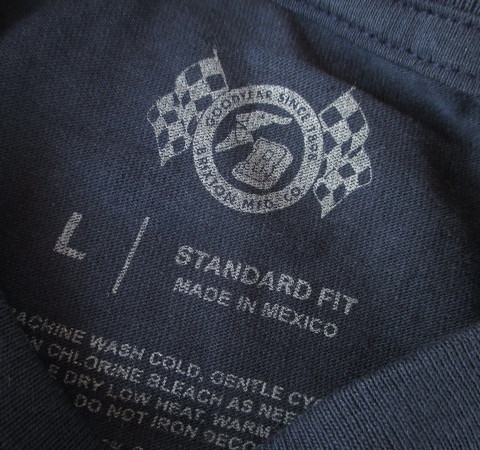 GOODYEAR SINCE 1898
BRIXTON MFG. CO.
L
STANDARD FIT
MADE IN MEXICO
MACHINE WASH COLD, GENTLE CY
N CHLORINE BLEACH AS NEE
E DRY LOW HEAT, WARM
DO NOT IRON DECO